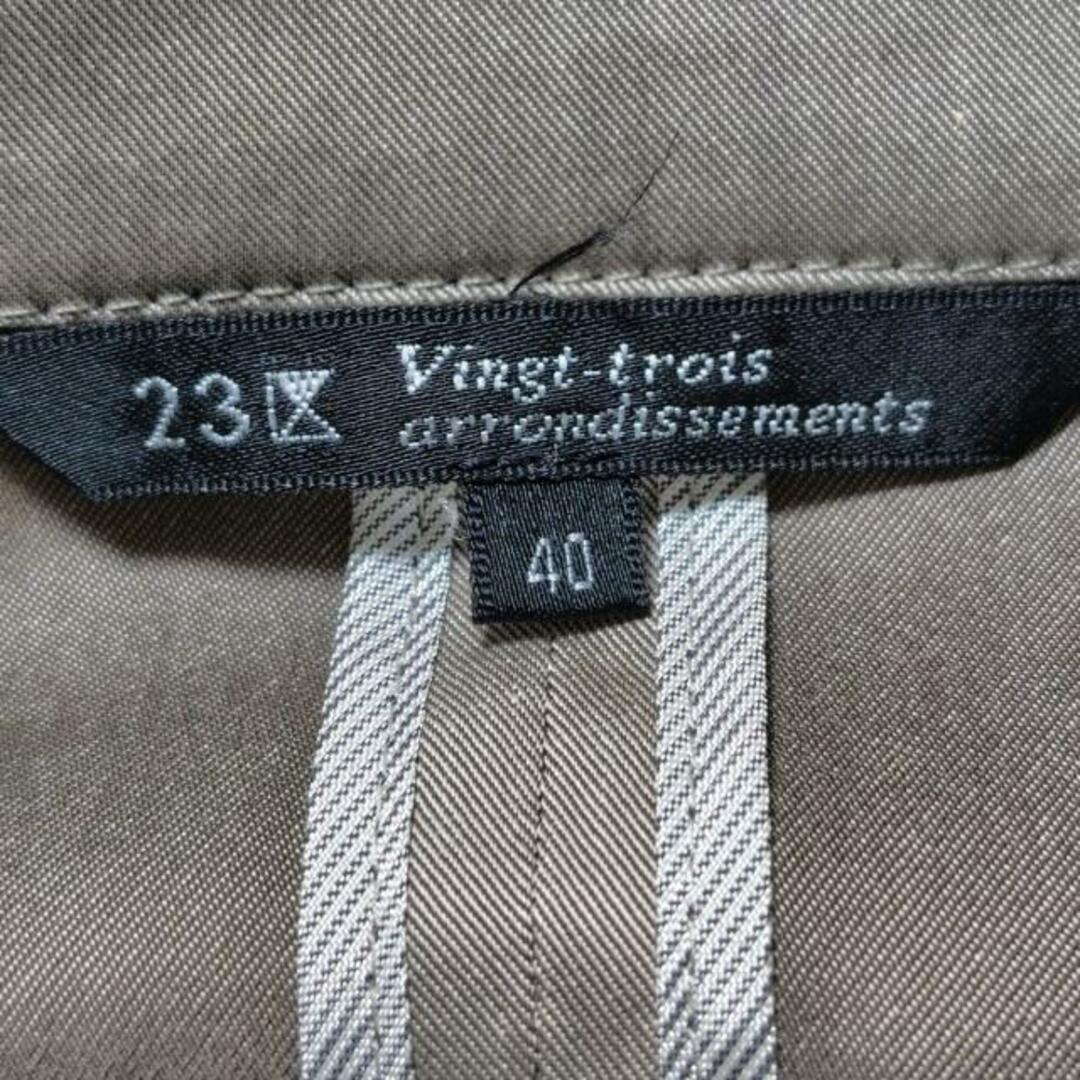 23区 Vingt-trois
arrondissements
40